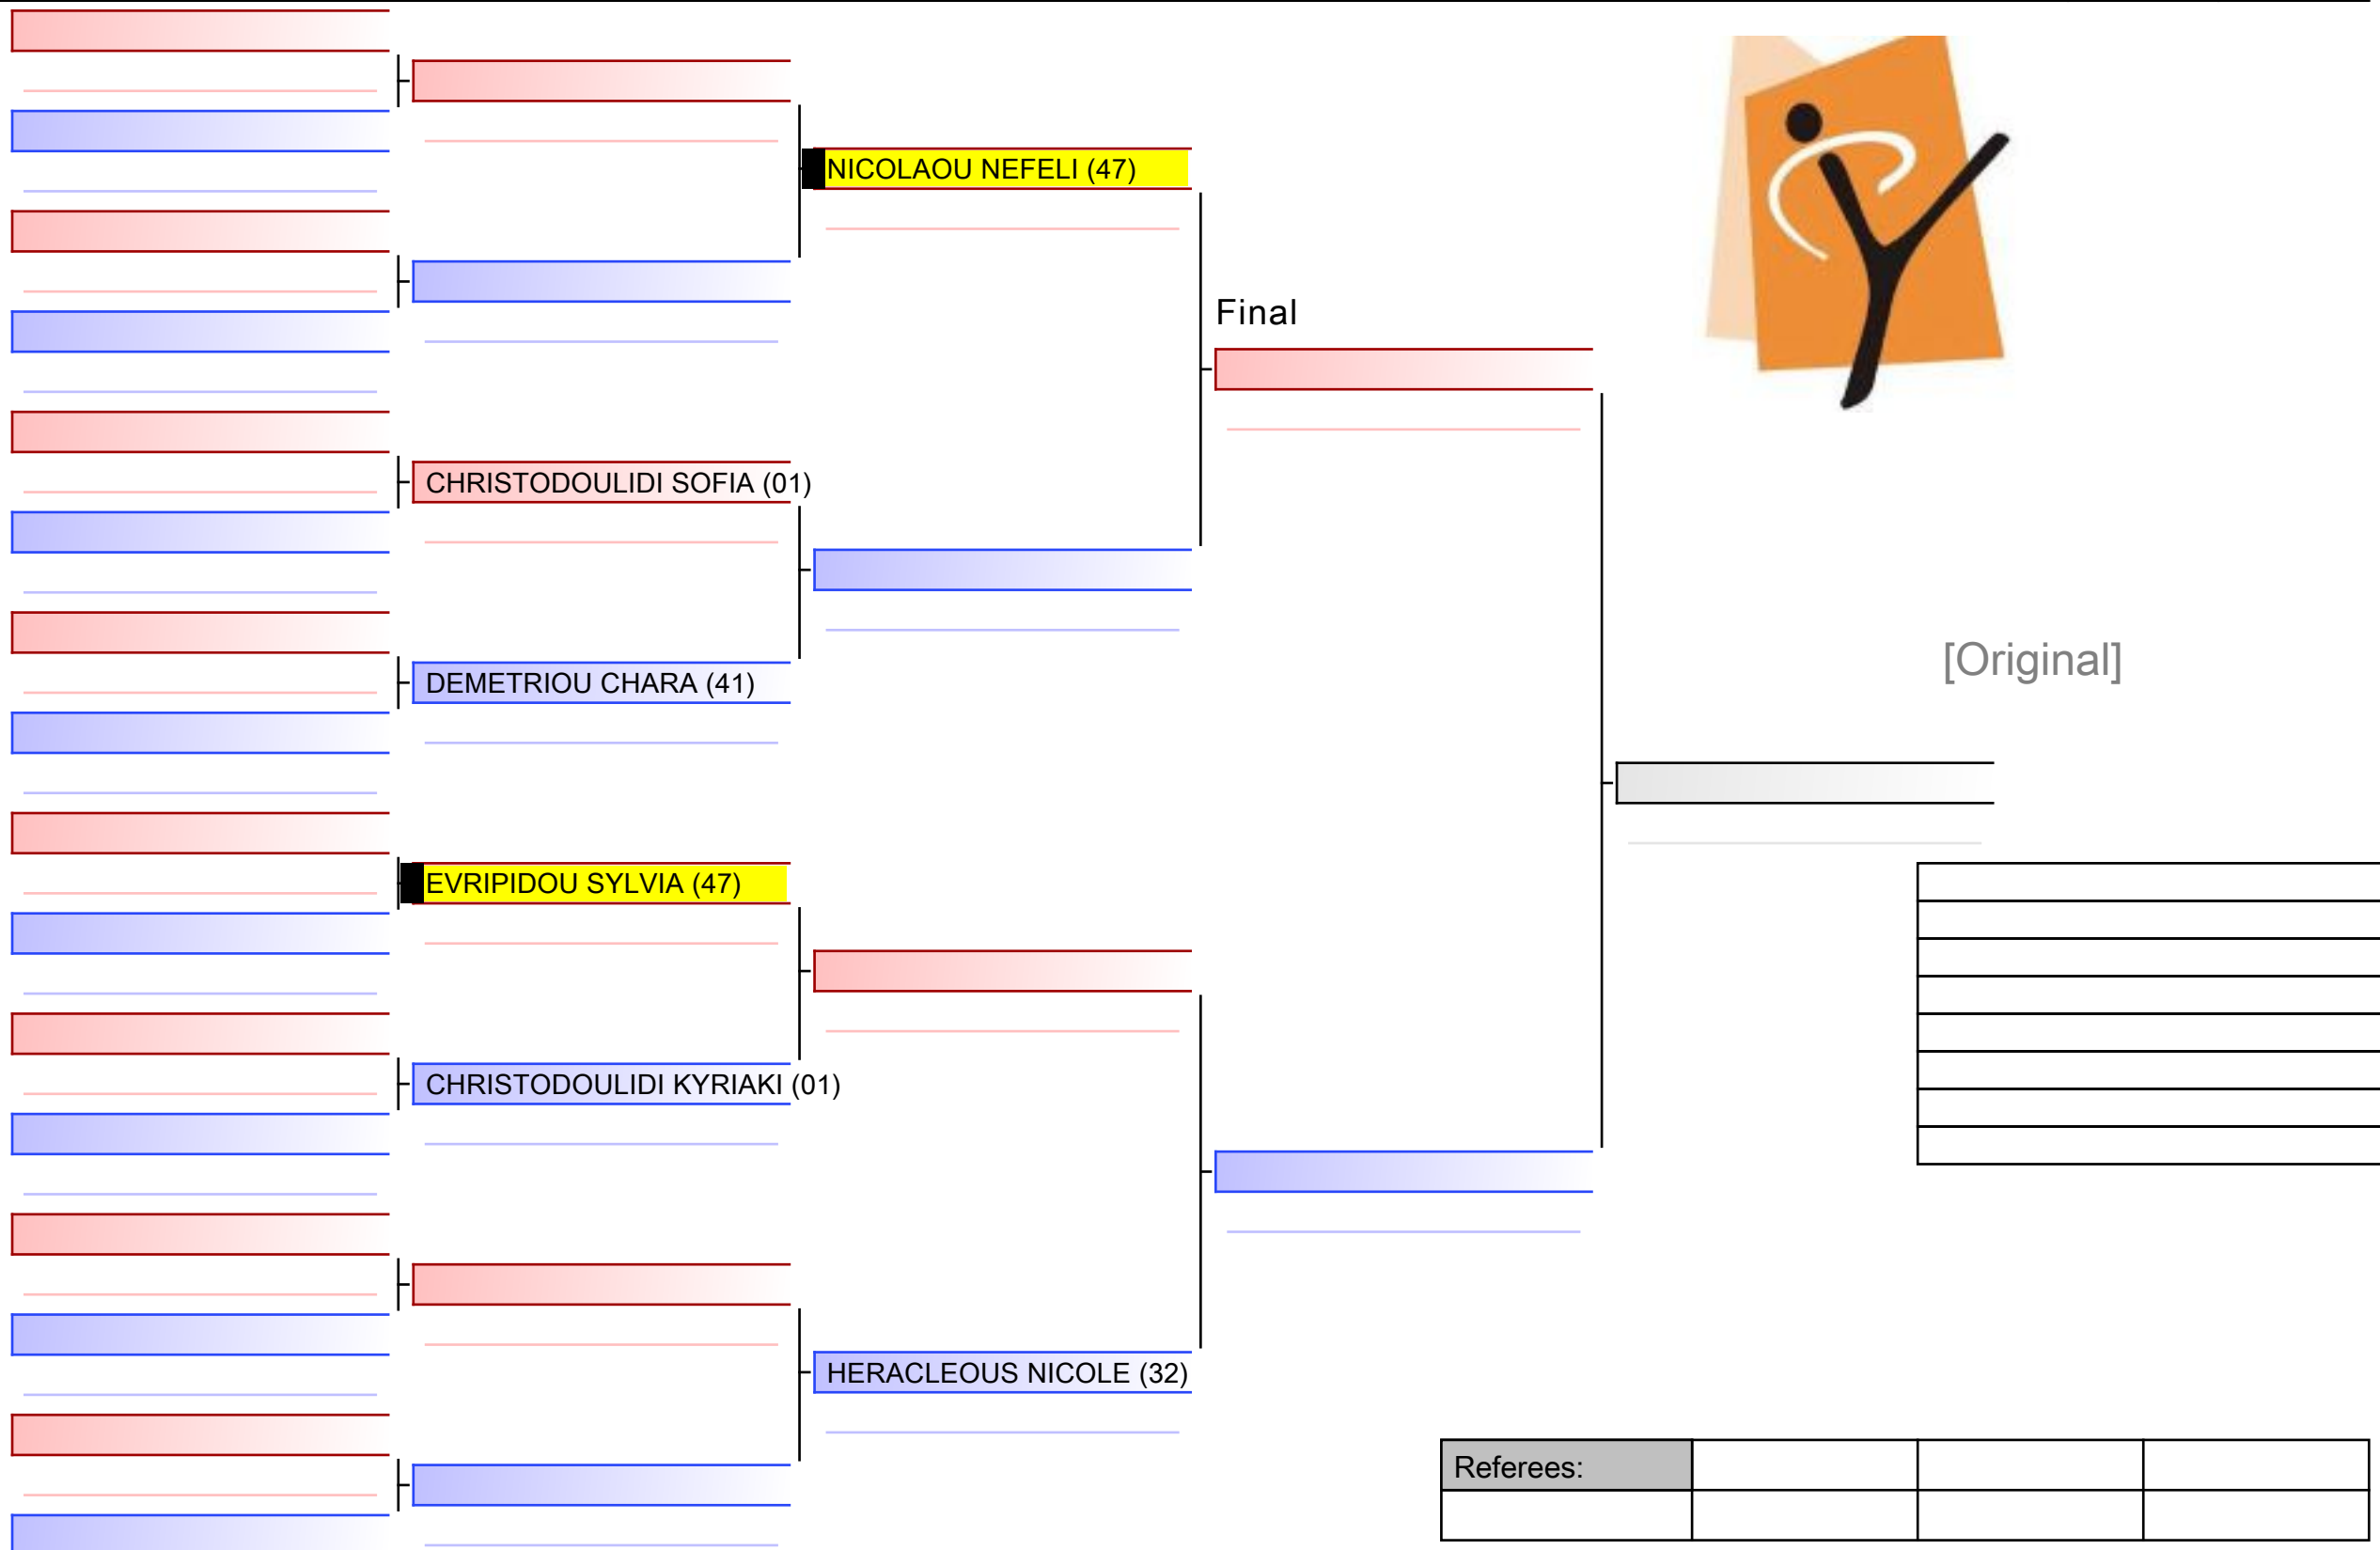 NICOLAOU NEFELI (47)
Final
CHRISTODOULIDI SOFIA (01)
[Original]
DEMETRIOU CHARA (41)
EVRIPIDOU SYLVIA (47)
CHRISTODOULIDI KYRIAKI (01)
HERACLEOUS NICOLE (32)
Referees: